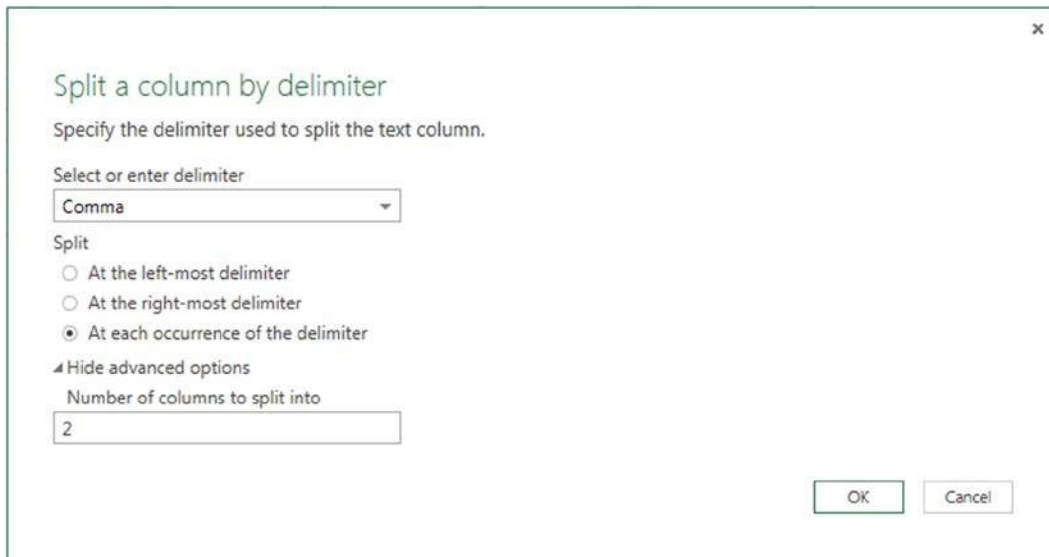 Split a column by delimiter
Specify the delimiter used to split the text column.
Select or enter delimiter
Comma
Split
At the left-most delimiter
At the right-most delimiter
At each occurrence of the delimiter
Hide advanced options
Number of columns to split into
2
OK Cancel